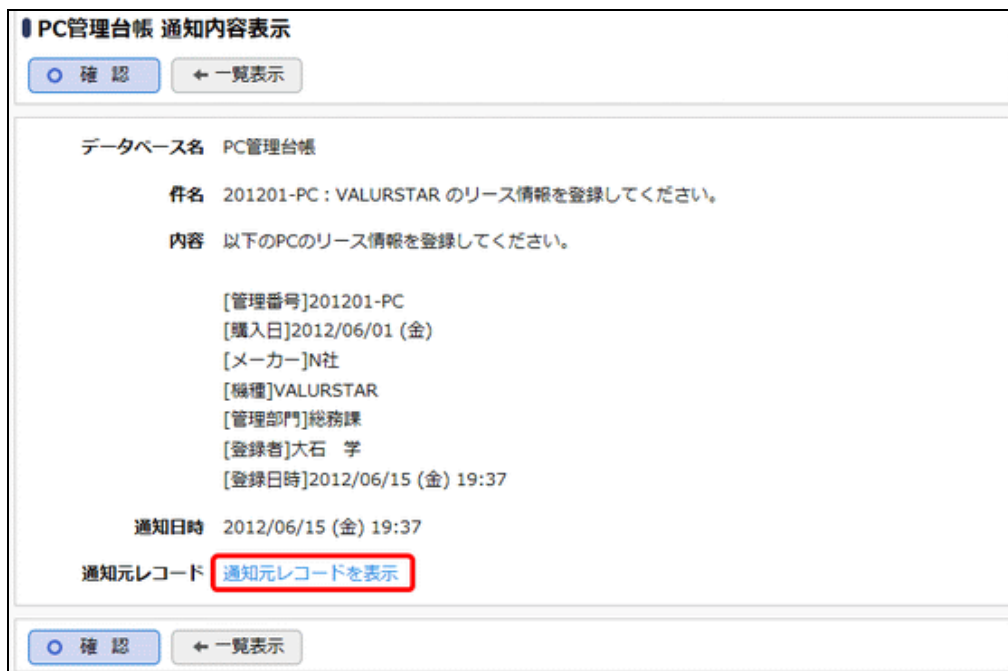 PC管理台帳 通知内容表示
確 認 一覧表示
データベース名 PC管理台帳
件名 201201-PC : VALURSTAR のリース情報を登録してください。
内容 以下のPCのリース情報を登録してください。
[管理番号]201201-PC
[購入日]2012/06/01 (金)
[メーカー]N社
[機種]VALURSTAR
[管理部門]総務課
[登録者]大石 学
[登録日時]2012/06/15 (金) 19:37
通知日時 2012/06/15 (金) 19:37
通知元レコード 通知元レコードを表示
確 認 一覧表示